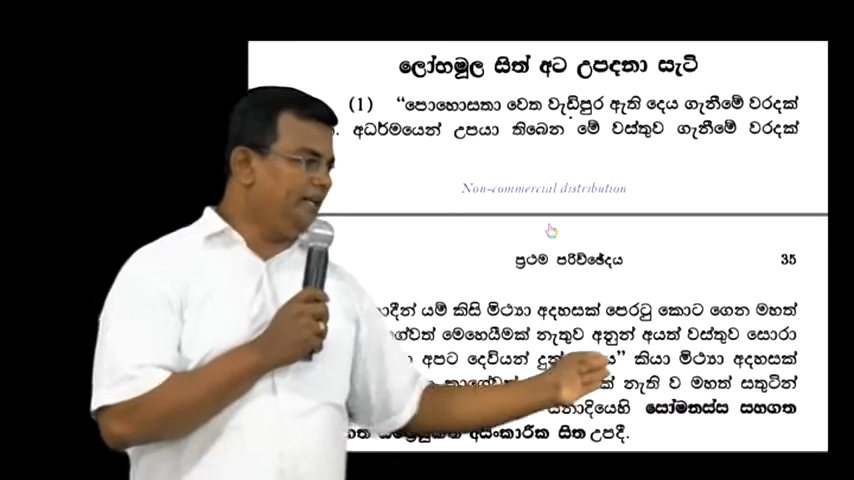 ලෝභමූල සිත් අට උපදනා සැටි
(1) “පොහොසතා වෙත වැඩිපුර ඇති දෙය ගැනීමේ වරදක්
අධර්මයෙන් උපයා තිබෙන මේ වස්තුව ගැනීමේ වරදක්
Non-commercial distribution
ප්‍රථම පරිච්ඡේදය 35
යම් කිසි මිථ්‍යා අදහසක් පෙරටු කොට ගෙන මහත්
මෙහෙයීමක් නැතුව අනුන් අයත් වස්තුව සොරා
අපට දෙවියන් කියා මිථ්‍යා අදහසක්
නැති ව මහත් සතුටින්
සෝමනස්ස සහගත
අසංකාරික සිත උපදී.